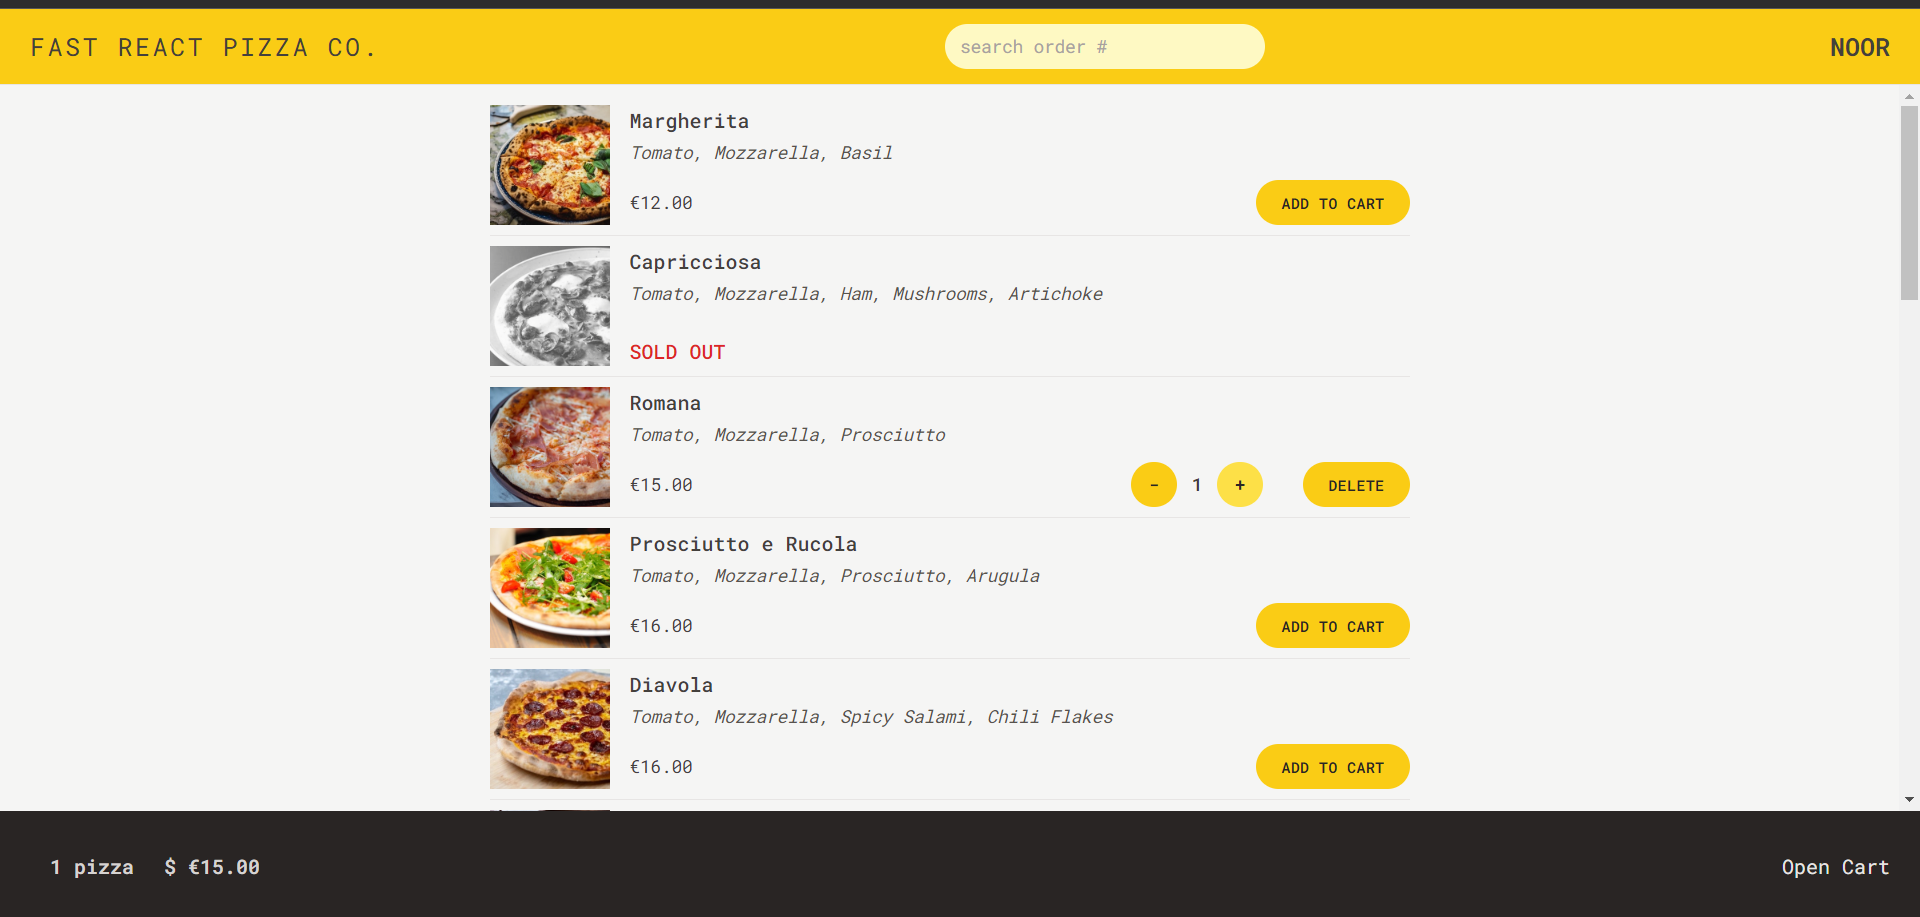 FAST REACT PIZZA CO.
search order #
NOOR
Margherita
Tomato, Mozzarella, Basil
€12.00
ADD TO CART
Capricciosa
Tomato, Mozzarella, Ham, Mushrooms, Artichoke
SOLD OUT
Romana
Tomato, Mozzarella, Prosciutto
€15.00
- 1 +
DELETE
Prosciutto e Rucola
Tomato, Mozzarella, Prosciutto, Arugula
€16.00
ADD TO CART
Diavola
Tomato, Mozzarella, Spicy Salami, Chili Flakes
€16.00
ADD TO CART
1 pizza $ €15.00
Open Cart